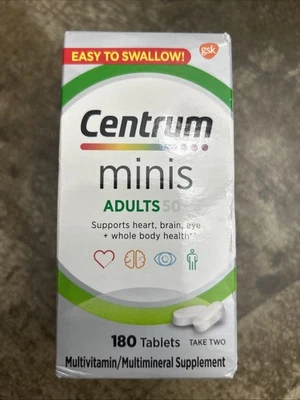 EASY TO SWALLOW!
gsk
Centrum
minis
ADULTS 50+
Supports heart, brain, eye
+ whole body health**
180 Tablets TAKE TWO
Multivitamin/Multimineral Supplement